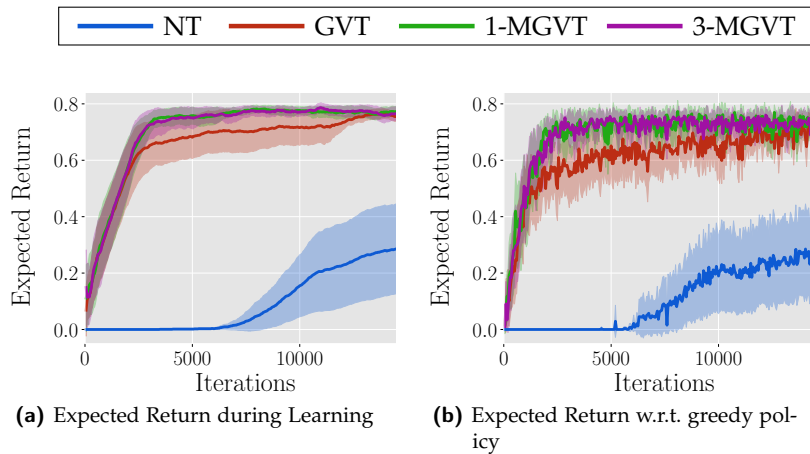 NT GVT 1-MGVT 3-MGVT
0.8
0.6
0.4
0.2
0.0
Expected Return
0 5000 10000
Iterations
(a) Expected Return during Learning
0.8
0.6
0.4
0.2
0.0
Expected Return
0 5000 10000
Iterations
(b) Expected Return w.r.t. greedy pol-
icy